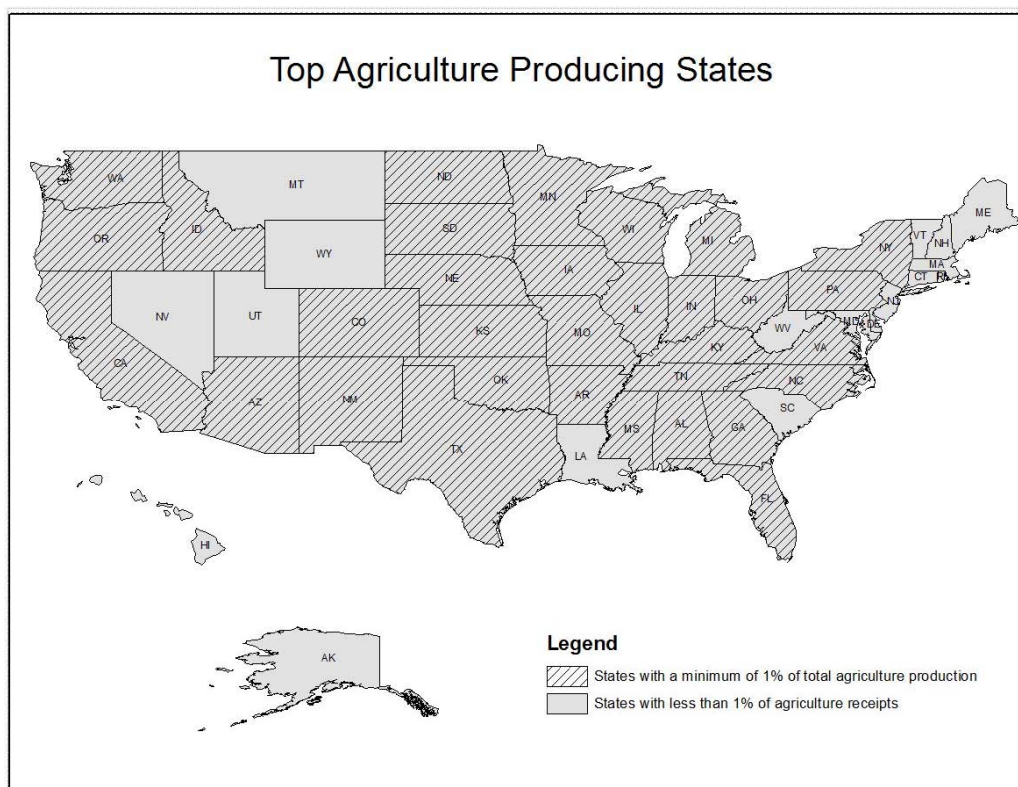 Top Agriculture Producing States
WA
MT
ND
MN
ME
OR
ID
WY
SD
WI
MI
VT
NH
NY
MA
CT
RI
NV
UT
CO
NE
IA
IL
IN
OH
PA
NJ
CA
KS
MO
KY
WV
VA
MD
DE
AZ
NM
OK
AR
TN
NC
SC
TX
LA
MS
AL
GA
FL
HI
AK
Legend
States with a minimum of 1% of total agriculture production
States with less than 1% of agriculture receipts